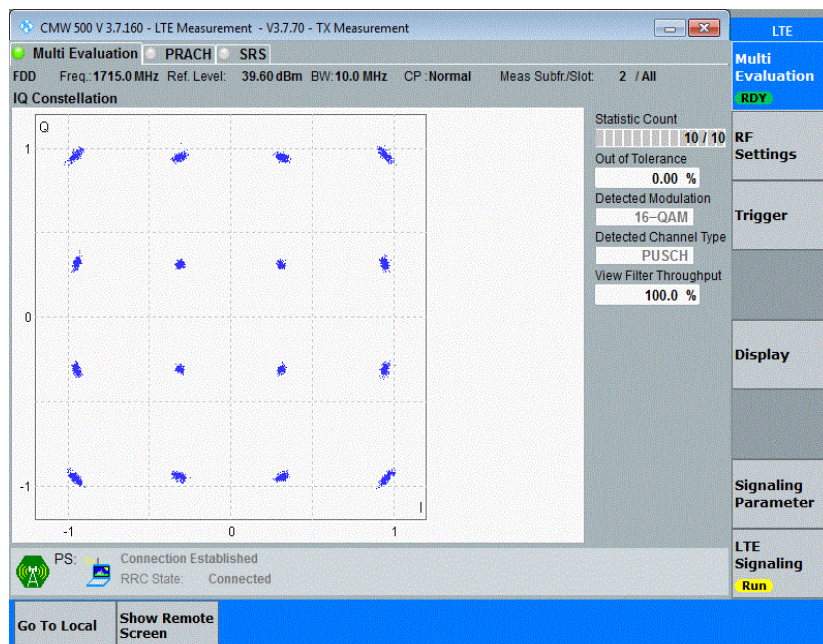 CMW 500 V 3.7.160 - LTE Measurement - V3.7.70 - TX Measurement
LTE
Multi Evaluation PRACH SRS
Multi
Evaluation
RDY
FDD Freq.: 1715.0 MHz Ref. Level: 39.60 dBm BW: 10.0 MHz CP : Normal Meas Subfr./Slot: 2 / All
IQ Constellation
Q
1
0
-1
I
-1 0 1
Statistic Count
10 / 10
Out of Tolerance
0.00 %
Detected Modulation
16-QAM
Detected Channel Type
PUSCH
View Filter Throughput
100.0 %
RF
Settings
Trigger
Display
Signaling
Parameter
LTE
Signaling
Run
PS: Connection Established
RRC State: Connected
Go To Local
Show Remote
Screen